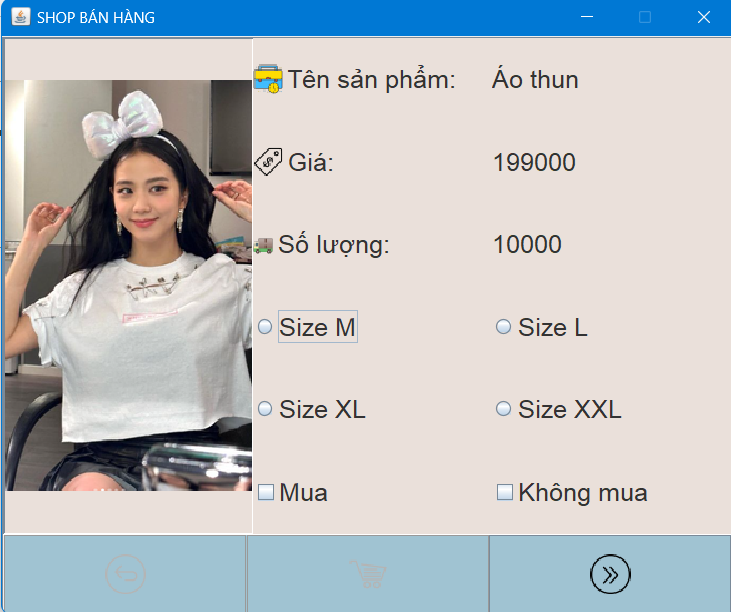 SHOP BÁN HÀNG
Tên sản phẩm: Áo thun
Giá: 199000
Số lượng: 10000
Size M Size L
Size XL Size XXL
Mua Không mua